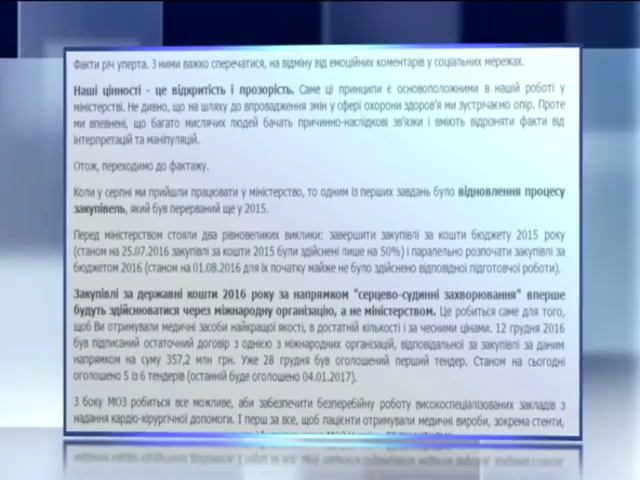 Факти річ уперта. З ними важко сперечатися, на відміну від емоційних коментарів у соціальних мережах.
Наші цінності - це відкритість і прозорість. Саме ці принципи є основоположними в нашій роботі у
міністерстві. Не дивно, що на шляху до впровадження змін у сфері охорони здоров'я ми зустрічаємо опір. Проте
ми впевнені, що багато мислячих людей бачать причинно-наслідкові зв'язки і вміють відрізняти факти від
інтерпретацій та маніпуляцій.
Отож, переходимо до фактажу.
Коли у серпні ми прийшли працювати у міністерство, то одним із перших завдань було відновлення процесу
закупівель, який був перерваний ще у 2015.
Перед міністерством стояли два рівновеликих виклики: завершити закупівлі за кошти бюджету 2015 року
(станом на 25.07.2016 закупівлі за кошти 2015 були здійснені лише на 50%) і паралельно розпочати закупівлі за
бюджетом 2016 (станом на 01.08.2016 для їх початку майже не було здійснено відповідної підготовчої роботи).
Закупівлі за державні кошти 2016 року за напрямком "серцево-судинні захворювання" вперше
будуть здійснюватися через міжнародну організацію, а не міністерством. Це робиться саме для того,
щоб Ви отримували медичні засоби найкращої якості, в достатній кількості і за чесними цінами. 12 грудня 2016
був підписаний остаточний договір з однією з міжнародних організацій, відповідальної за закупівлі за даним
напрямком на суму 357,2 млн грн. Уже 28 грудня був оголошений перший тендер. Станом на сьогодні
оголошено 5 із 6 тендерів (останній буде оголошено 04.01.2017).
З боку МОЗ робиться все можливе, аби забезпечити безперебійну роботу високоспеціалізованих закладів з
надання кардіо-хірургічної допомоги. І перш за все, щоб пацієнти отримували медичні вироби, зокрема стенти,